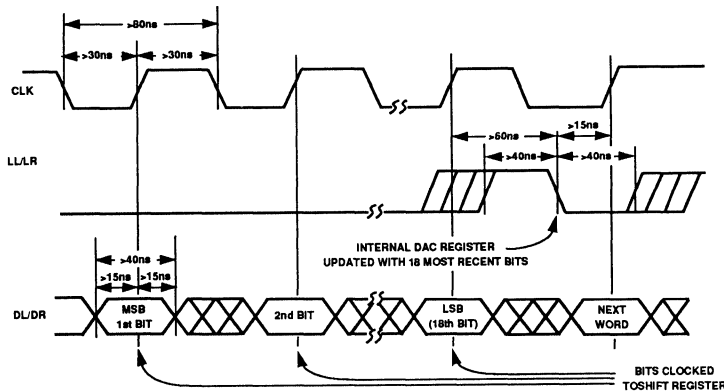 >80ns
>30ns >30ns
CLK
>60ns >15ns
LL/LR
>40ns >40ns
INTERNAL DAC REGISTER
UPDATED WITH 18 MOST RECENT BITS
>40ns
>15ns >15ns
DL/DR
MSB
1st BIT
2nd BIT
LSB
(18th BIT)
NEXT
WORD
BITS CLOCKED
TOSHIFT REGISTER